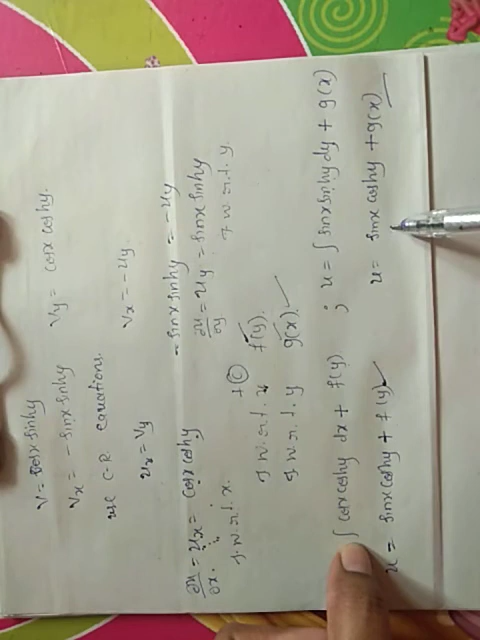 V = cosx sinhy
Vx = - sinx sinhy    Vy = cosx coshy.
use C-R equations.
ux = Vy    Vx = - uy
∂u/∂x = ux = cosx coshy    - sinx sinhy = - uy
I.w.r.t. x.    ∂u/∂y = uy = sinx sinhy
+ C    I w.r.t. y.
I w.r.t. x    f(y).
I w.r.t. y    g(x).
∫ cosx coshy dx + f(y)  ;  u = ∫ sinx sinhy dy + g(x)
u = sinx coshy + f(y)    u = sinx coshy + g(x)